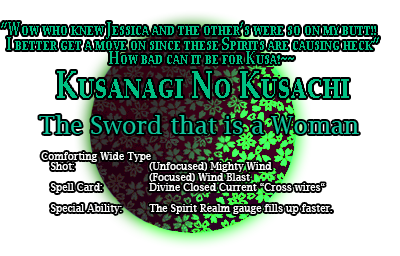 "Wow who knew Jessica and the other's were so on my butt!!
I better get a move on since these Spirits are causing heck"
How bad can it be for Kusa!~~
Kusanagi No Kusachi
The Sword that is a Woman
Comforting Wide Type
Shot: (Unfocused) Mighty Wind
(Focused) Wind Blast
Spell Card: Divine Closed Current "Cross wires"
Special Ability: The Spirit Realm gauge fills up faster.